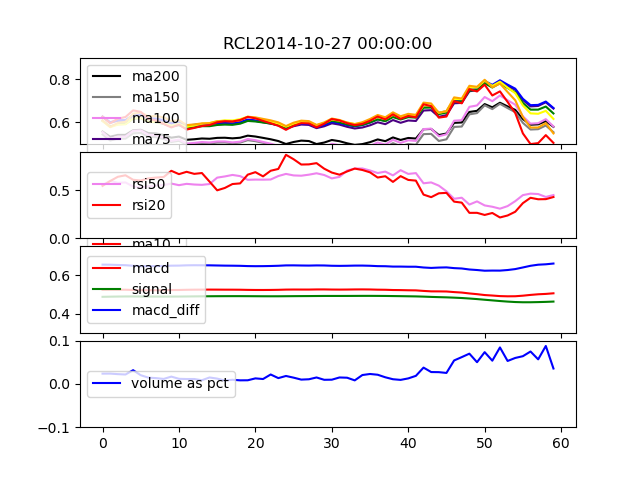 RCL2014-10-27 00:00:00
0.8
0.6
ma200
ma150
ma100
ma75
0.5
0.0
rsi50
rsi20
ma10
0.6
0.4
macd
signal
macd_diff
0.1
0.0
−0.1
volume as pct
0 10 20 30 40 50 60